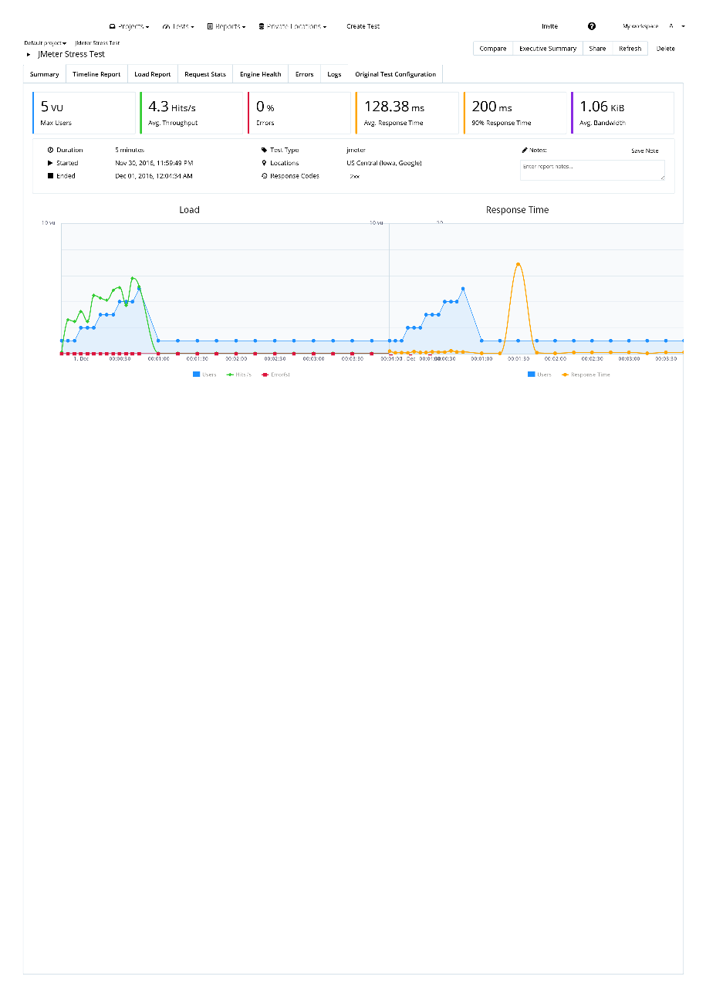 Projects Tests Reports Private Locations Create Test Invite My workspace A
Default project JMeter Stress Test
JMeter Stress Test
Compare Executive Summary Share Refresh Delete
Summary Timeline Report Load Report Request Stats Engine Health Errors Logs Original Test Configuration
5 VU 4.3 Hits/s 0 % 128.38 ms 200 ms 1.06 KiB
Max Users Avg. Throughput Errors Avg. Response Time 90% Response Time Avg. Bandwidth
Duration 5 minutes Test Type jmeter Notes: Save Note
Started Nov 30, 2016, 11:59:49 PM Locations US Central (Iowa, Google) Enter report notes...
Ended Dec 01, 2016, 12:04:34 AM Response Codes 2xx
Load Response Time
10 vu 10 vu 20
1. Dec 00:00:30 00:01:00 00:01:30 00:02:00 00:02:30 00:03:00 00:03:30 00:04:00 Dec 00:00:30 00:01:00 00:01:30 00:02:00 00:02:30 00:03:00 00:03:30
Users Hits/s Error(s) Users Response Time